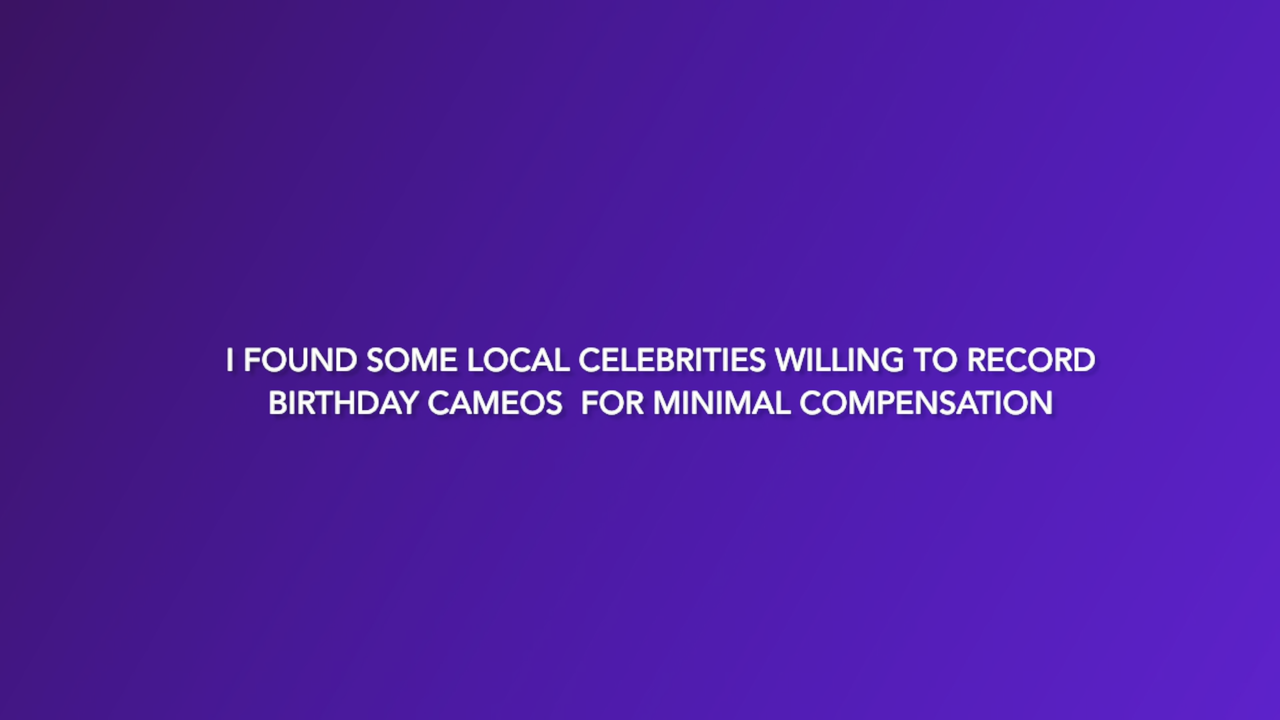 I FOUND SOME LOCAL CELEBRITIES WILLING TO RECORD
BIRTHDAY CAMEOS  FOR MINIMAL COMPENSATION